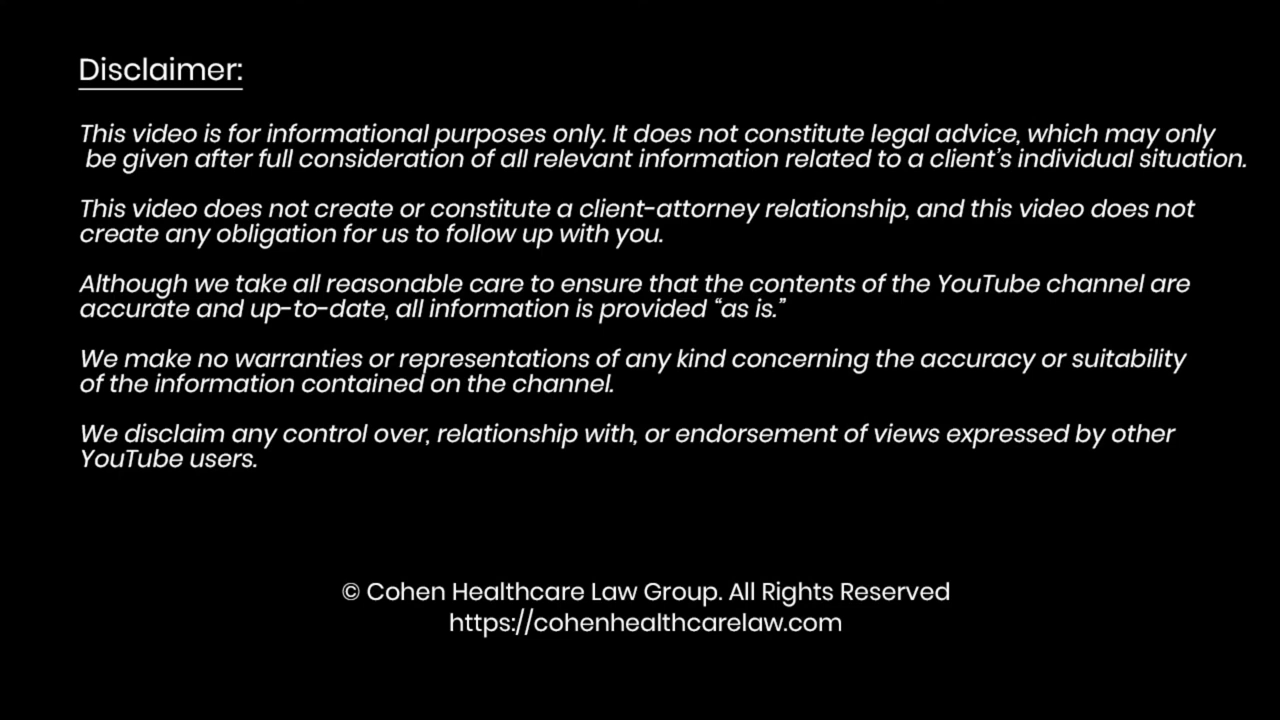 Disclaimer:
This video is for informational purposes only. It does not constitute legal advice, which may only
be given after full consideration of all relevant information related to a client’s individual situation.
This video does not create or constitute a client-attorney relationship, and this video does not
create any obligation for us to follow up with you.
Although we take all reasonable care to ensure that the contents of the YouTube channel are
accurate and up-to-date, all information is provided “as is.”
We make no warranties or representations of any kind concerning the accuracy or suitability
of the information contained on the channel.
We disclaim any control over, relationship with, or endorsement of views expressed by other
YouTube users.
© Cohen Healthcare Law Group. All Rights Reserved
https://cohenhealthcarelaw.com